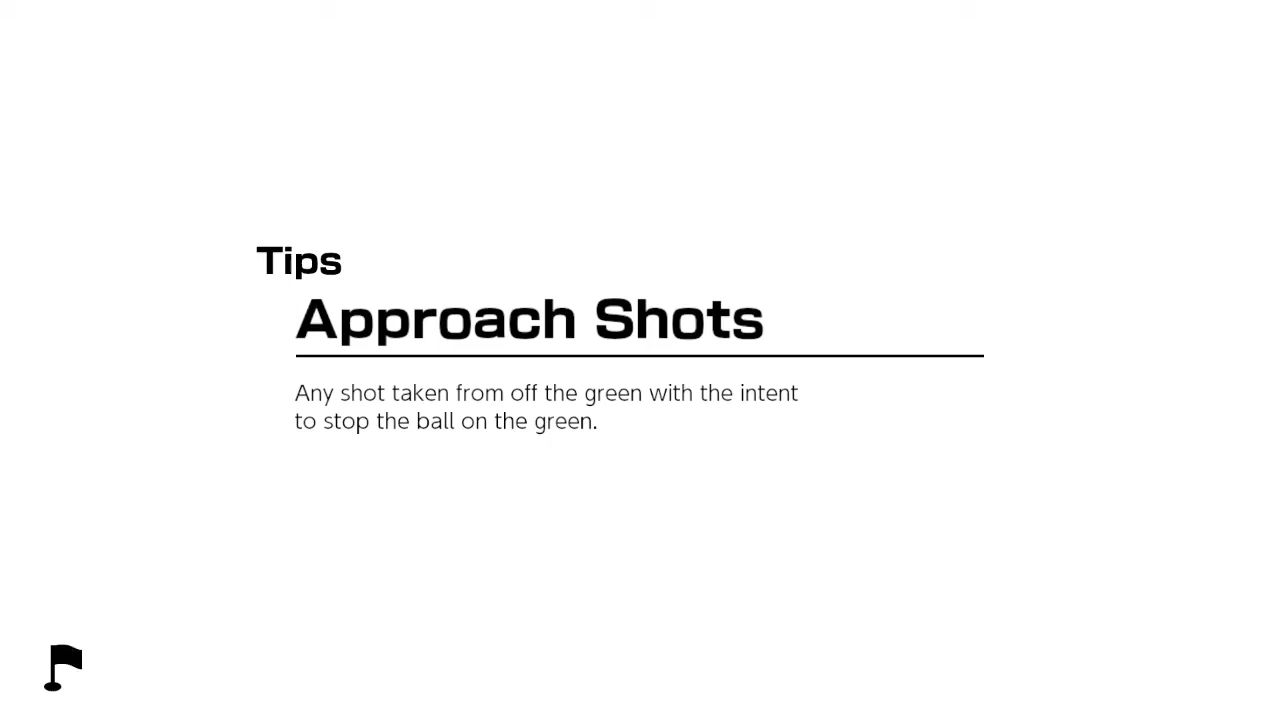 Tips
Approach Shots
Any shot taken from off the green with the intent
to stop the ball on the green.